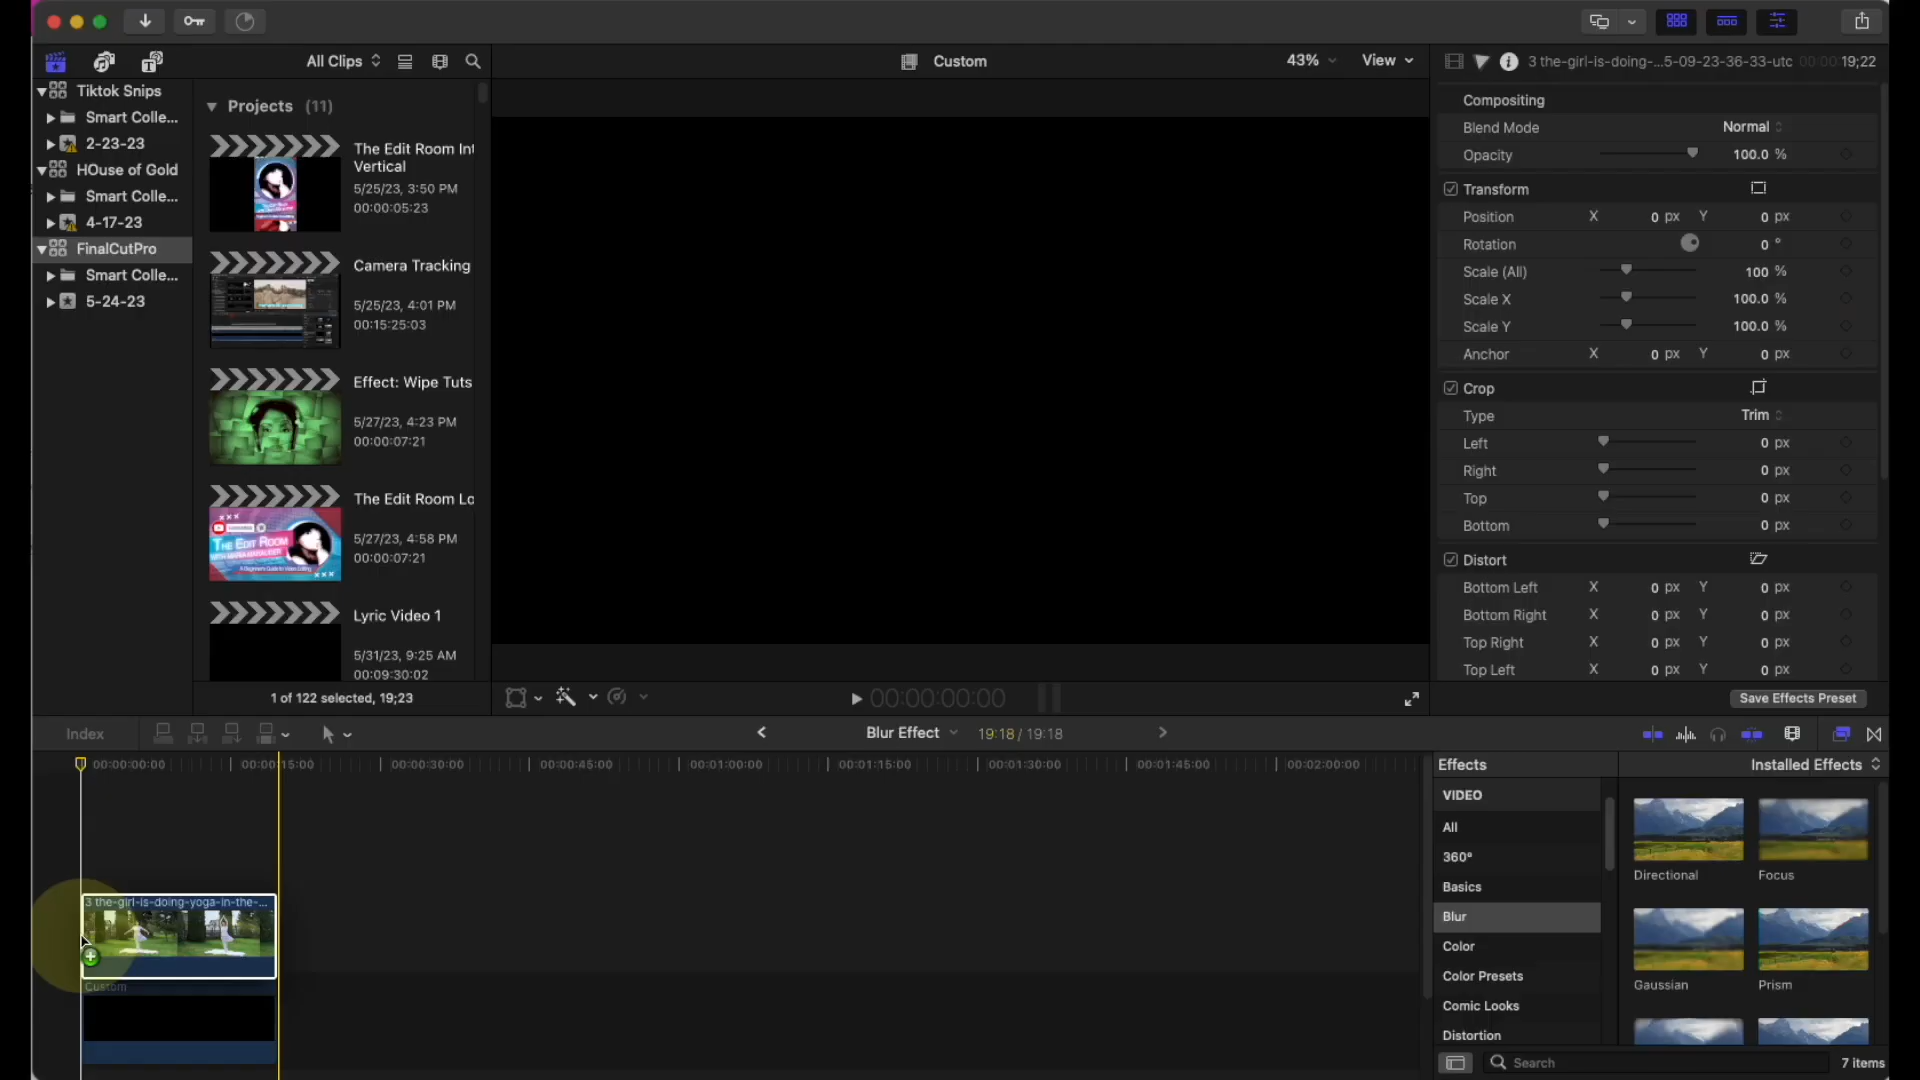 All Clips
Custom
43%
View
3 the-girl-is-doing-...5-09-23-36-33-utc
00:00:19;22
Tiktok Snips
Smart Colle...
2-23-23
HOuse of Gold
Smart Colle...
4-17-23
FinalCutPro
Smart Colle...
5-24-23
Projects (11)
The Edit Room Int
Vertical
5/25/23, 3:50 PM
00:00:05:23
Camera Tracking
5/25/23, 4:01 PM
00:15:25:03
Effect: Wipe Tuts
5/27/23, 4:23 PM
00:00:07:21
The Edit Room Lo
5/27/23, 4:58 PM
00:00:07:21
Lyric Video 1
5/31/23, 9:25 AM
00:09:30:02
THE EDIT ROOM
1 of 122 selected, 19;23
00:00:00:00
Compositing
Blend Mode Normal
Opacity 100.0 %
Transform
Position X 0 px Y 0 px
Rotation 0 °
Scale (All) 100 %
Scale X 100.0 %
Scale Y 100.0 %
Anchor X 0 px Y 0 px
Crop
Type Trim
Left 0 px
Right 0 px
Top 0 px
Bottom 0 px
Distort
Bottom Left X 0 px Y 0 px
Bottom Right X 0 px Y 0 px
Top Right X 0 px Y 0 px
Top Left X 0 px Y 0 px
Save Effects Preset
Index
Blur Effect
19:18 / 19:18
00:00:00:00 00:00:15:00 00:00:30:00 00:00:45:00 00:01:00:00 00:01:15:00 00:01:30:00 00:01:45:00 00:02:00:00
3 the-girl-is-doing-yoga-in-the-...
Custom
Effects
Installed Effects
VIDEO
All
360°
Basics
Blur
Color
Color Presets
Comic Looks
Distortion
Directional
Focus
Gaussian
Prism
Search
7 items